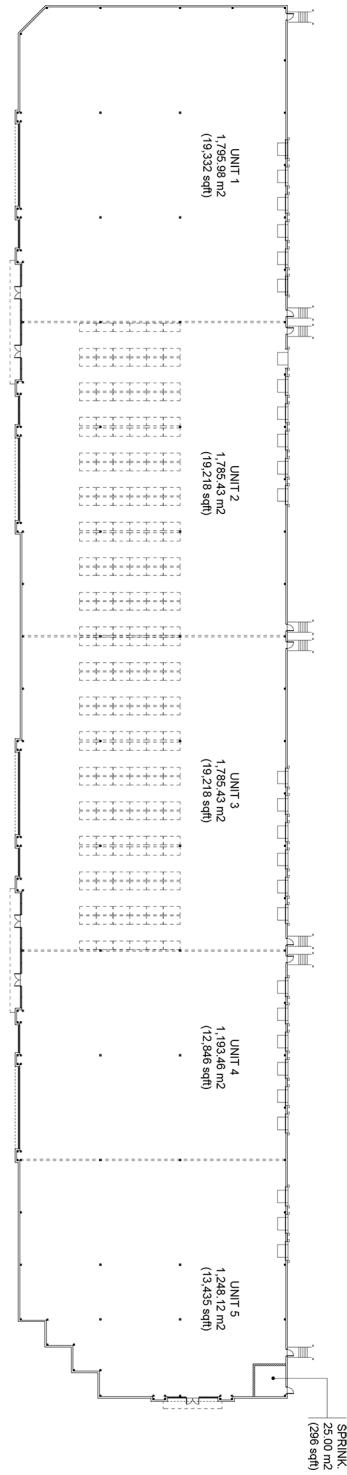 UNIT 1
1,795.98 m2
(19,332 sqft)
UNIT 2
1,785.43 m2
(19,218 sqft)
UNIT 3
1,785.43 m2
(19,218 sqft)
UNIT 4
1,193.46 m2
(12,846 sqft)
UNIT 5
1,248.12 m2
(13,435 sqft)
SPRINK.
25.00 m2
(296 sqft)